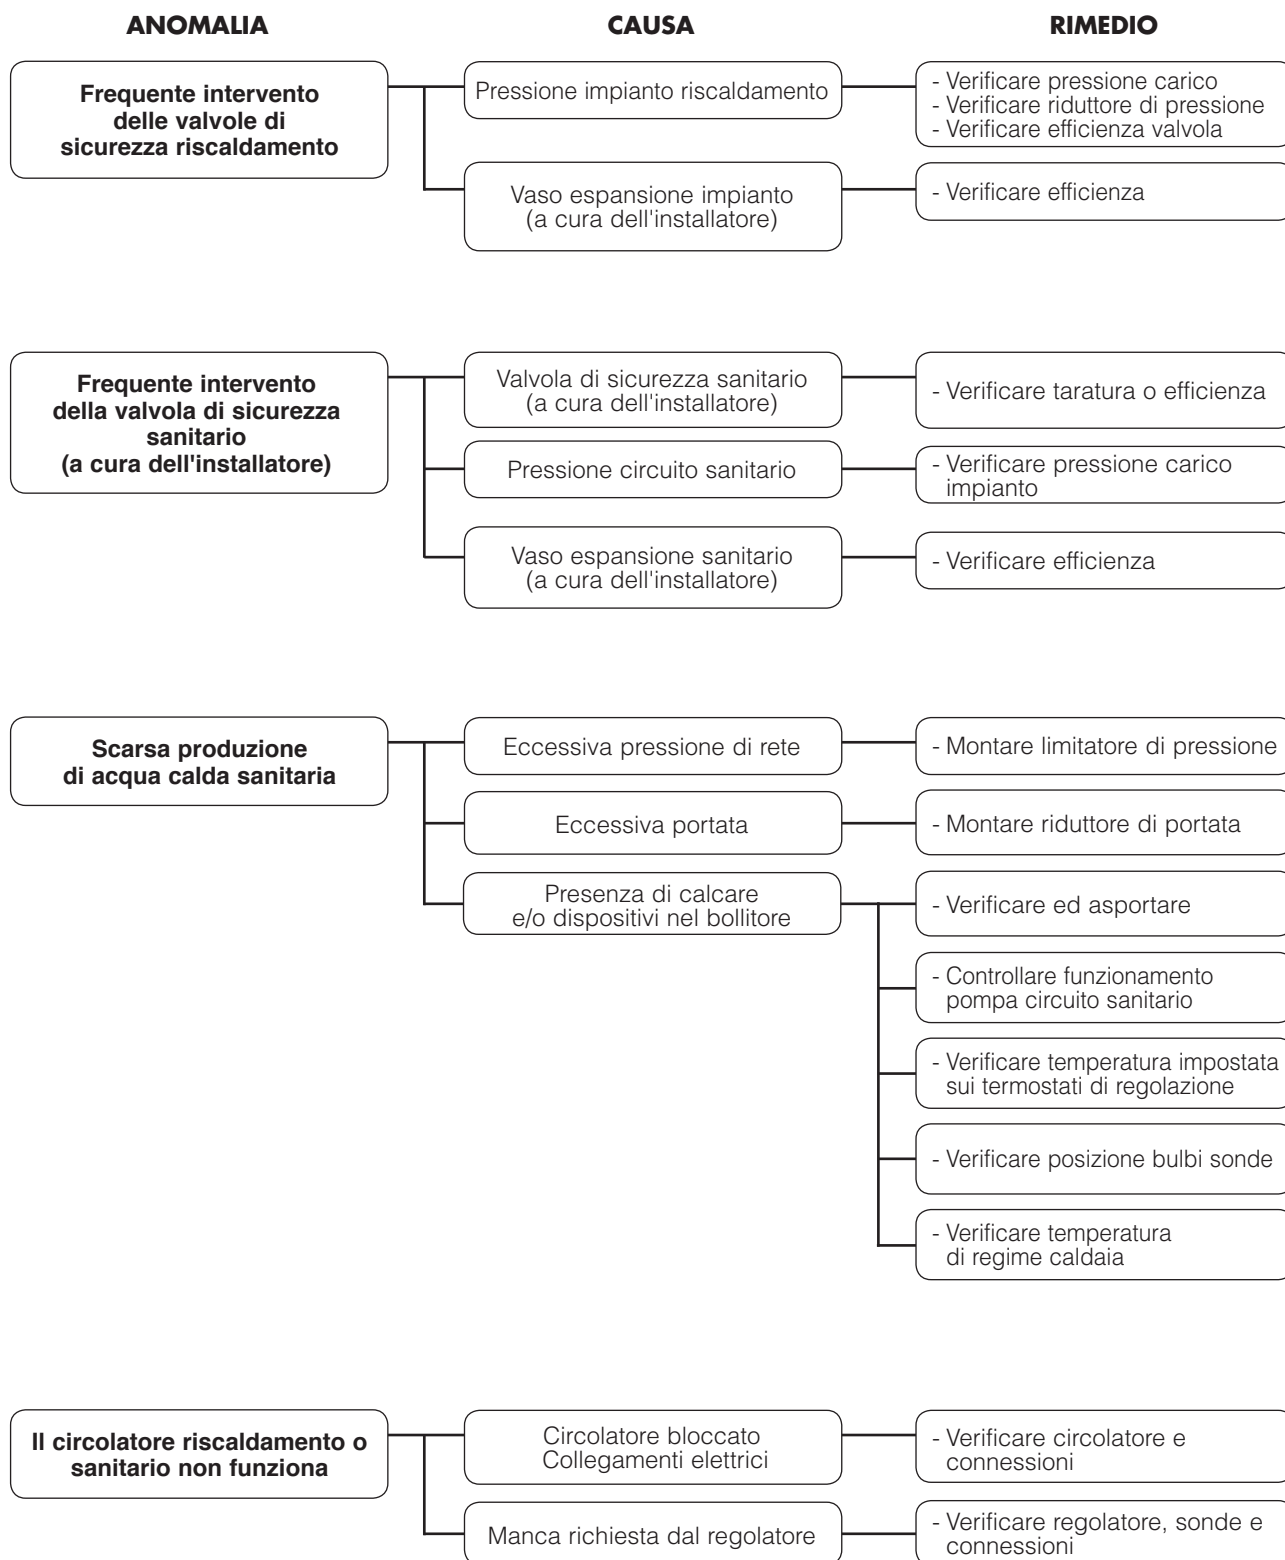 ANOMALIA
CAUSA
RIMEDIO
Frequente intervento
delle valvole di
sicurezza riscaldamento
Pressione impianto riscaldamento
- Verificare pressione carico
- Verificare riduttore di pressione
- Verificare efficienza valvola
Vaso espansione impianto
(a cura dell'installatore)
- Verificare efficienza
Frequente intervento
della valvola di sicurezza
sanitario
(a cura dell'installatore)
Valvola di sicurezza sanitario
(a cura dell'installatore)
- Verificare taratura o efficienza
Pressione circuito sanitario
- Verificare pressione carico
impianto
Vaso espansione sanitario
(a cura dell'installatore)
- Verificare efficienza
Scarsa produzione
di acqua calda sanitaria
Eccessiva pressione di rete
- Montare limitatore di pressione
Eccessiva portata
- Montare riduttore di portata
Presenza di calcare
e/o dispositivi nel bollitore
- Verificare ed asportare
- Controllare funzionamento
pompa circuito sanitario
- Verificare temperatura impostata
sui termostati di regolazione
- Verificare posizione bulbi sonde
- Verificare temperatura
di regime caldaia
Il circolatore riscaldamento o
sanitario non funziona
Circolatore bloccato
Collegamenti elettrici
- Verificare circolatore e
connessioni
Manca richiesta dal regolatore
- Verificare regolatore, sonde e
connessioni